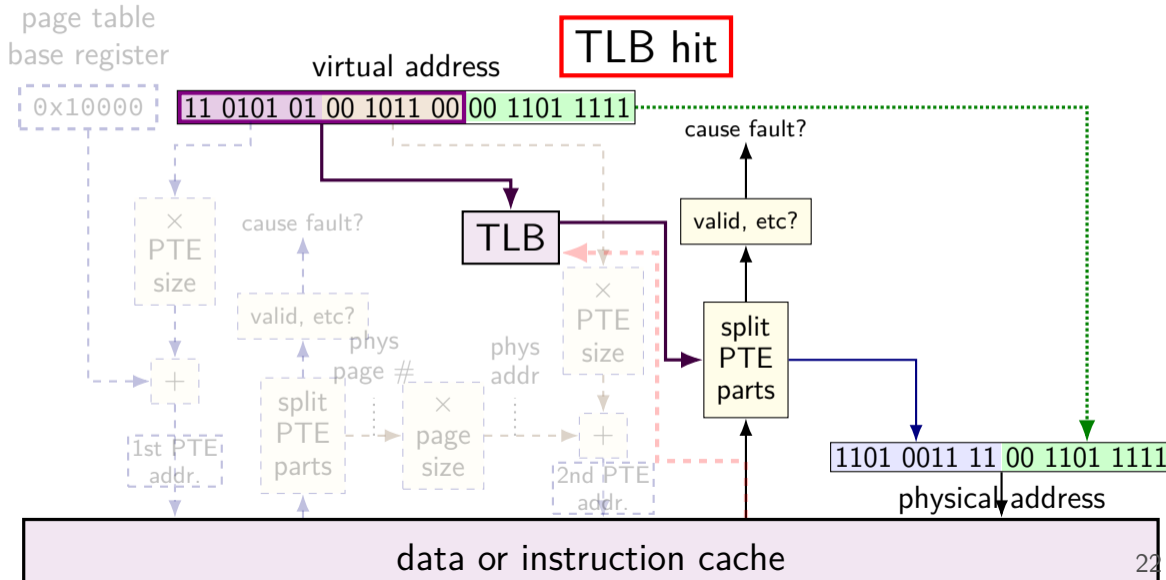 page table
base register
0x10000
virtual address
TLB hit
11 0101 01 00 1011 00 00 1101 1111
cause fault?
valid, etc?
×
PTE
size
cause fault?
TLB
valid, etc?
×
PTE
size
phys
page #
phys
addr
split
PTE
parts
+
split
PTE
parts
×
page
size
+
1st PTE
addr.
2nd PTE
addr.
1101 0011 11 00 1101 1111
physical address
data or instruction cache
22